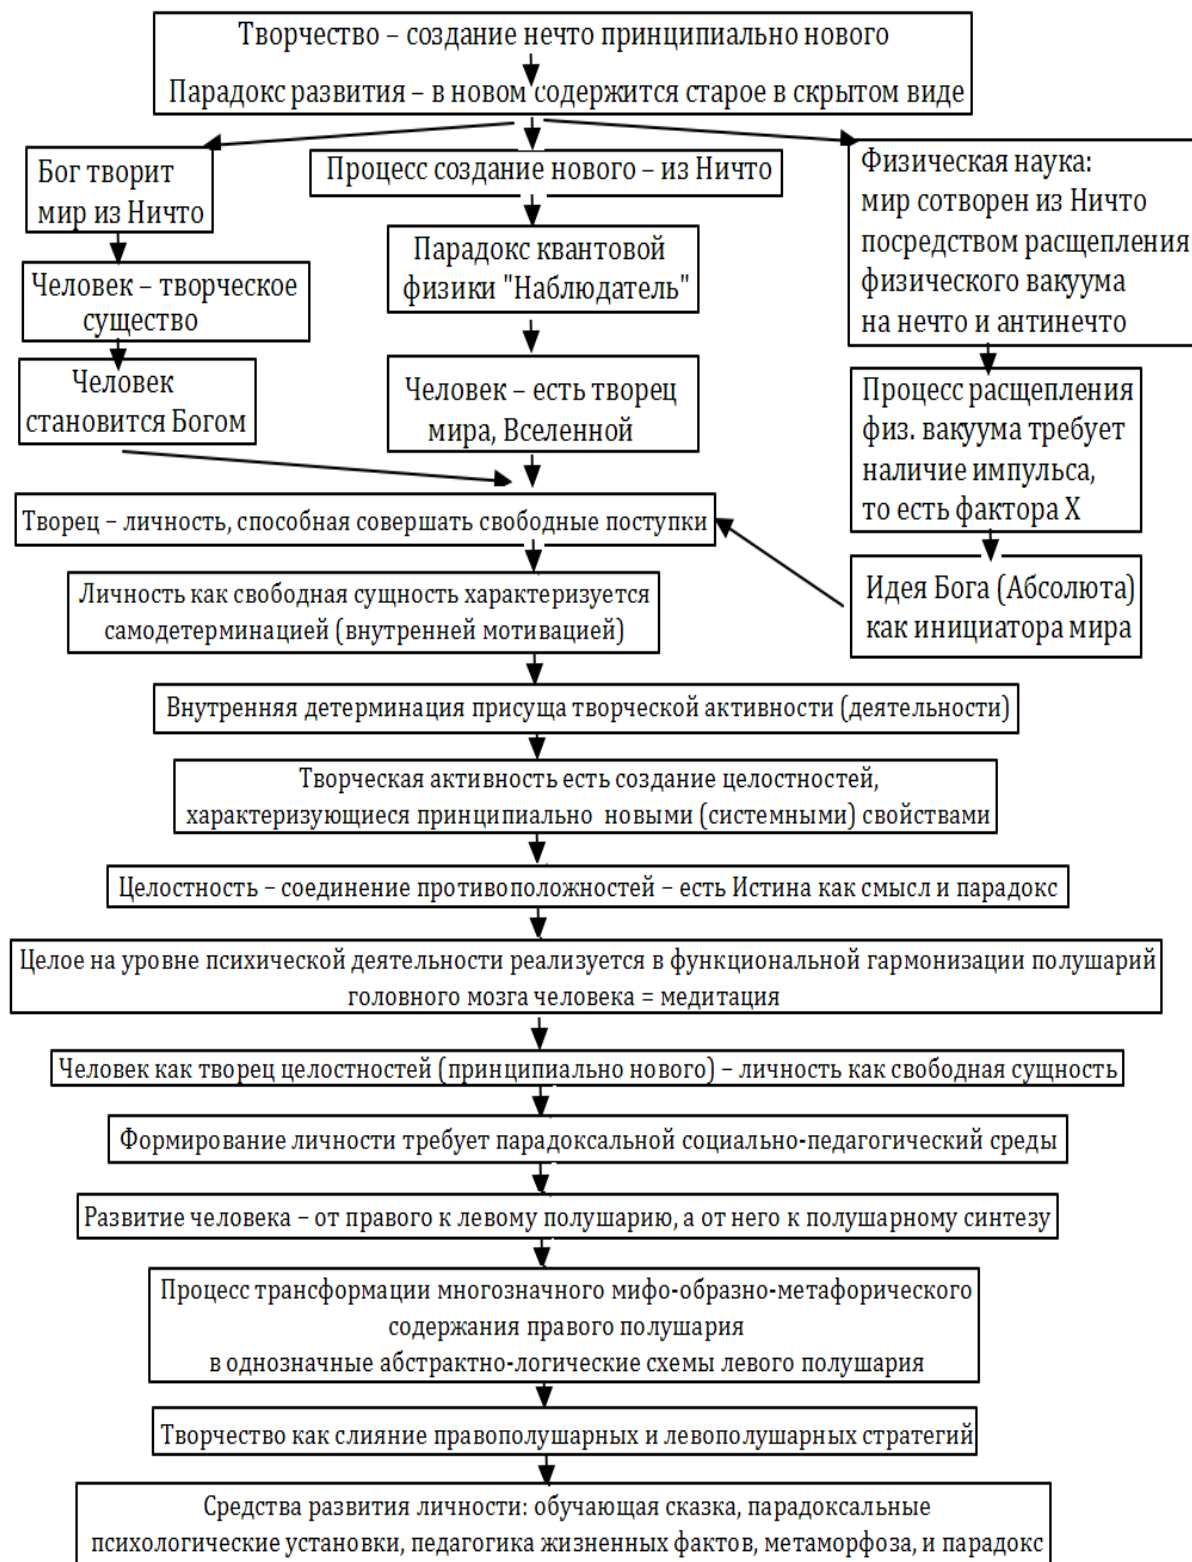 Творчество – создание нечто принципиально нового
Парадокс развития – в новом содержится старое в скрытом виде
Бог творит
мир из Ничто
Человек – творческое
существо
Человек
становится Богом
Процесс создание нового – из Ничто
Парадокс квантовой
физики "Наблюдатель"
Человек – есть творец
мира, Вселенной
Физическая наука:
мир сотворен из Ничто
посредством расщепления
физического вакуума
на нечто и антинечто
Процесс расщепления
физ. вакуума требует
наличие импульса,
то есть фактора Х
Идея Бога (Абсолюта)
как инициатора мира
Творец – личность, способная совершать свободные поступки
Личность как свободная сущность характеризуется
самодетерминацией (внутренней мотивацией)
Внутренняя детерминация присуща творческой активности (деятельности)
Творческая активность есть создание целостностей,
характеризующиеся принципиально новыми (системными) свойствами
Целостность – соединение противоположностей – есть Истина как смысл и парадокс
Целое на уровне психической деятельности реализуется в функциональной гармонизации полушарий
головного мозга человека = медитация
Человек как творец целостностей (принципиально нового) – личность как свободная сущность
Формирование личности требует парадоксальной социально-педагогический среды
Развитие человека – от правого к левому полушарию, а от него к полушарному синтезу
Процесс трансформации многозначного мифо-образно-метафорического
содержания правого полушария
в однозначные абстрактно-логические схемы левого полушария
Творчество как слияние правополушарных и левополушарных стратегий
Средства развития личности: обучающая сказка, парадоксальные
психологические установки, педагогика жизненных фактов, метаморфоза, и парадокс